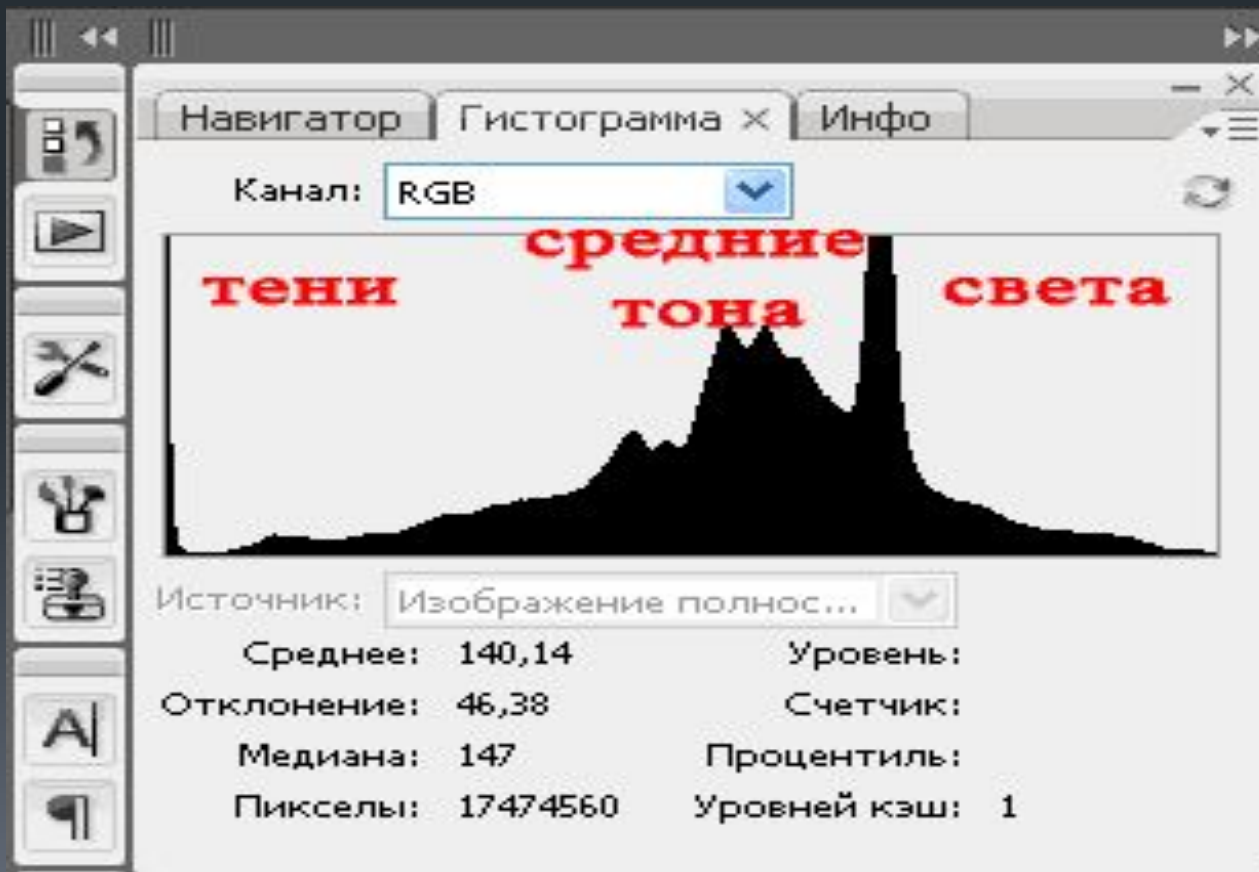 Навигатор Гистограмма × Инфо
Канал: RGB
средние
тени света
тона
Источник: Изображение полнос...
Среднее: 140,14 Уровень:
Отклонение: 46,38 Счетчик:
Медиана: 147 Процентиль:
Пикселы: 17474560 Уровней кэш: 1
A
¶